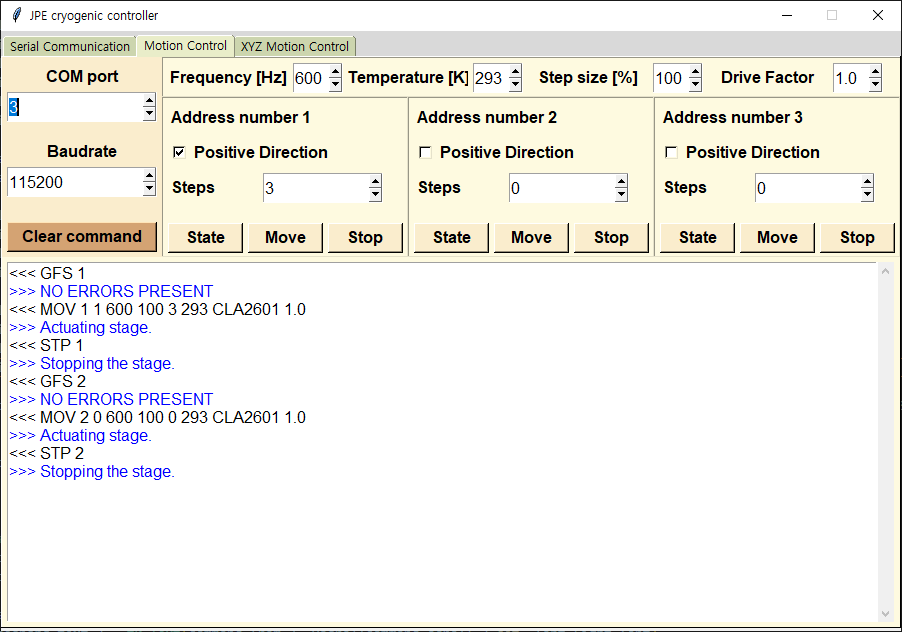 JPE cryogenic controller
Serial Communication Motion Control XYZ Motion Control
COM port
3
Baudrate
115200
Clear command
Frequency [Hz] 600 Temperature [K] 293 Step size [%] 100 Drive Factor 1.0
Address number 1
Positive Direction
Steps 3
State Move Stop
Address number 2
Positive Direction
Steps 0
State Move Stop
Address number 3
Positive Direction
Steps 0
State Move Stop
<<< GFS 1
>>> NO ERRORS PRESENT
<<< MOV 1 1 600 100 3 293 CLA2601 1.0
>>> Actuating stage.
<<< STP 1
>>> Stopping the stage.
<<< GFS 2
>>> NO ERRORS PRESENT
<<< MOV 2 0 600 100 0 293 CLA2601 1.0
>>> Actuating stage.
<<< STP 2
>>> Stopping the stage.